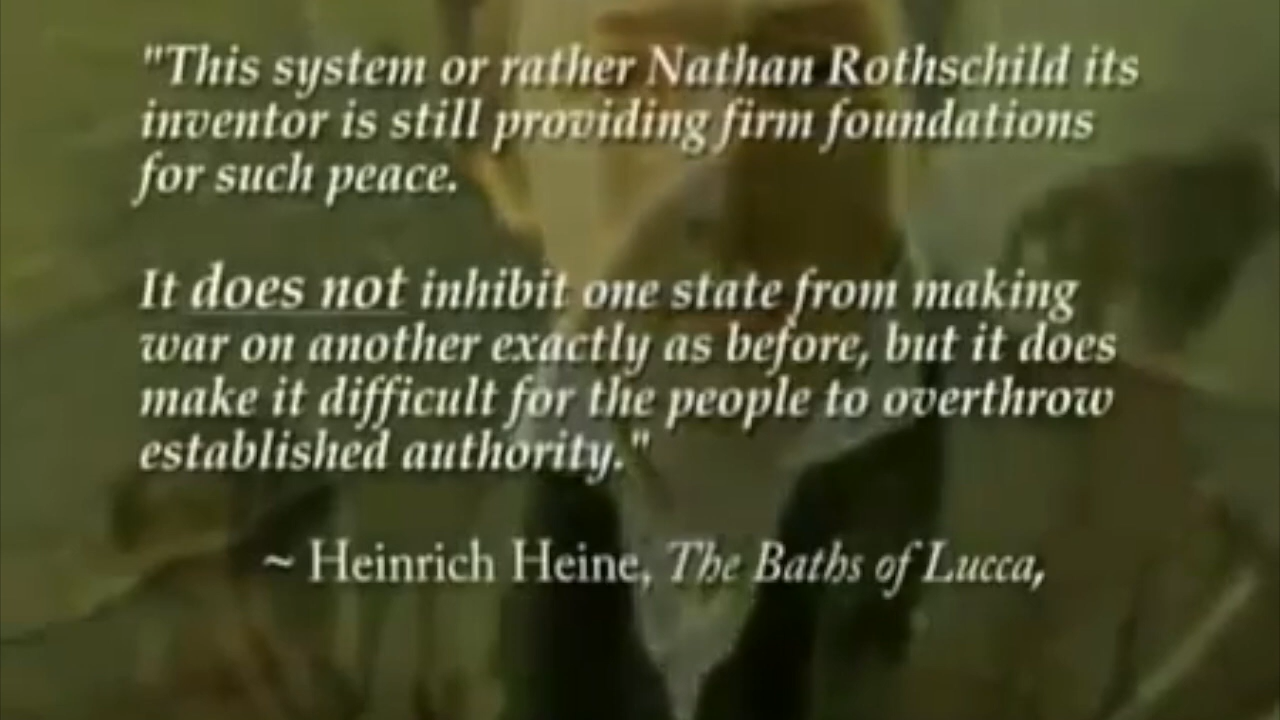 "This system or rather Nathan Rothschild its
inventor is still providing firm foundations
for such peace.
It does not inhibit one state from making
war on another exactly as before, but it does
make it difficult for the people to overthrow
established authority."
~ Heinrich Heine, The Baths of Lucca,